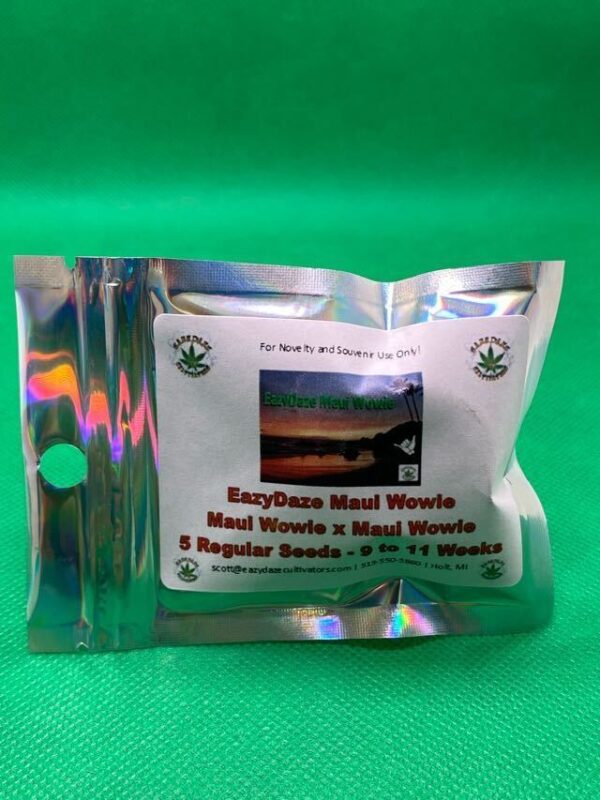 For Novelty and Souvenir Use Only!
EazyDaze Maui Wowie
EazyDaze Maui Wowie
Maui Wowie x Maui Wowie
5 Regular Seeds - 9 to 11 Weeks
scott@eazydazecultivators.com | | Holt, MI